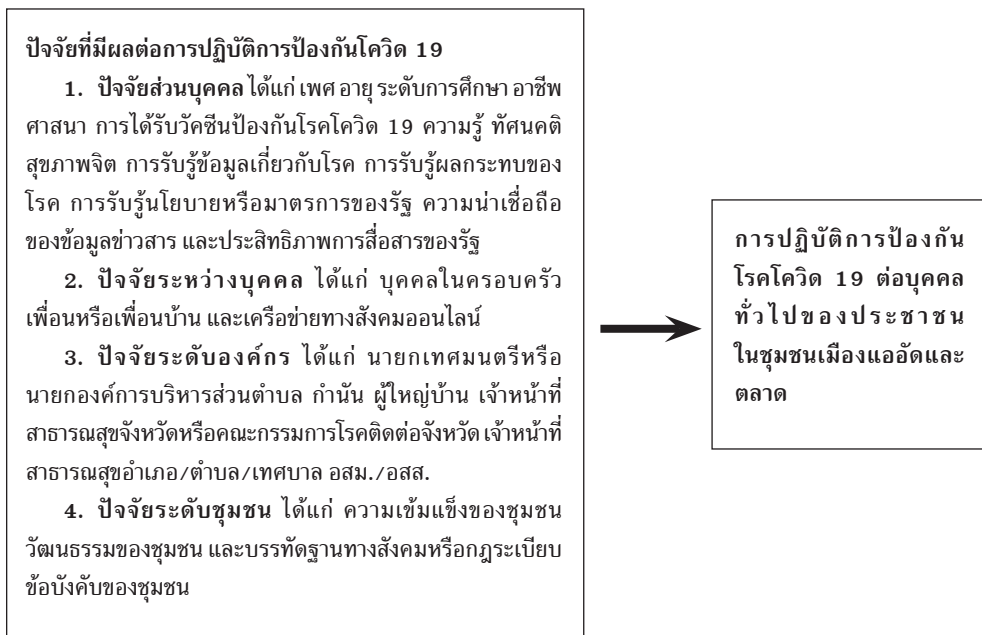 ปัจจัยที่มีผลต่อการปฏิบัติการป้องกันโควิด 19
1. ปัจจัยส่วนบุคคล ได้แก่ เพศ อายุ ระดับการศึกษา อาชีพ
ศาสนา การได้รับวัคซีนป้องกันโรคโควิด 19 ความรู้ ทัศนคติ
สุขภาพจิต การรับรู้ข้อมูลเกี่ยวกับโรค การรับรู้ผลกระทบของ
โรค การรับรู้นโยบายหรือมาตรการของรัฐ ความน่าเชื่อถือ
ของข้อมูลข่าวสาร และประสิทธิภาพการสื่อสารของรัฐ
2. ปัจจัยระหว่างบุคคล ได้แก่ บุคคลในครอบครัว
เพื่อนหรือเพื่อนบ้าน และเครือข่ายทางสังคมออนไลน์
3. ปัจจัยระดับองค์กร ได้แก่ นายกเทศมนตรีหรือ
นายกองค์การบริหารส่วนตำบล กำนัน ผู้ใหญ่บ้าน เจ้าหน้าที่
สาธารณสุขจังหวัดหรือคณะกรรมการโรคติดต่อจังหวัด เจ้าหน้าที่
สาธารณสุขอำเภอ/ตำบล/เทศบาล อสม./อสส.
4. ปัจจัยระดับชุมชน ได้แก่ ความเข้มแข็งของชุมชน
วัฒนธรรมของชุมชน และบรรทัดฐานทางสังคมหรือกฎระเบียบ
ข้อบังคับของชุมชน
การปฏิบัติการป้องกัน
โรคโควิด 19 ต่อบุคคล
ทั่วไปของประชาชน
ในชุมชนเมืองแออัดและ
ตลาด